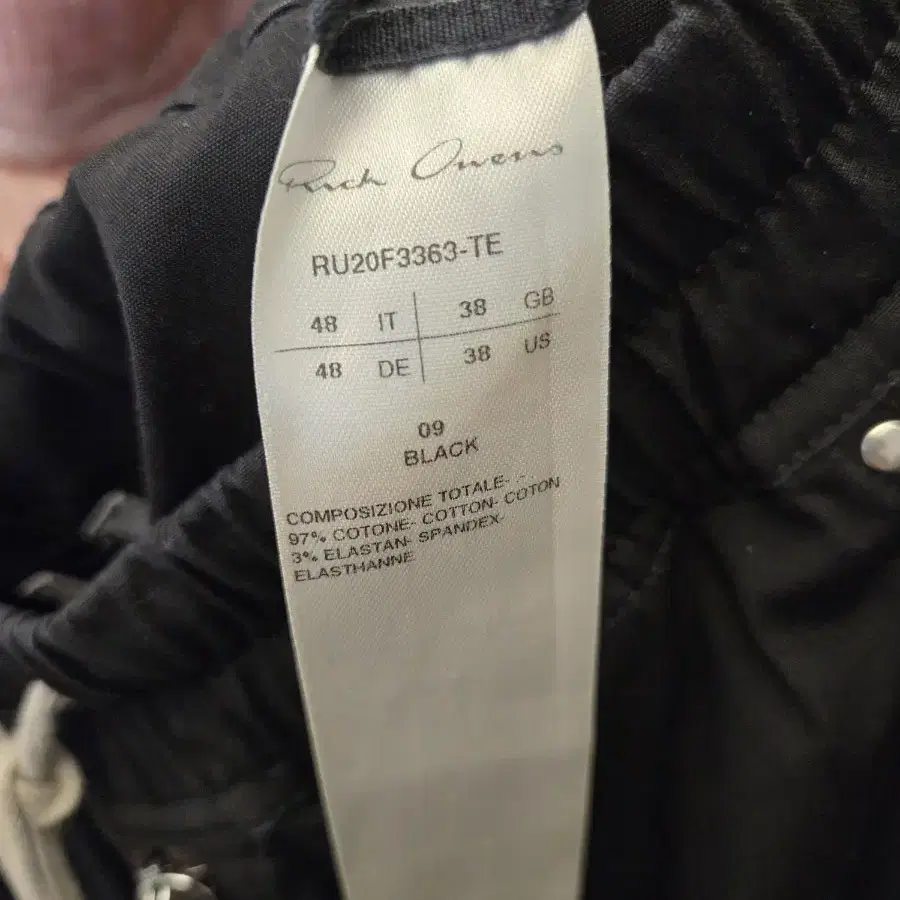 Rick Owens
RU20F3363-TE
48 IT 38 GB
48 DE 38 US
09
BLACK
COMPOSIZIONE TOTALE- -
97% COTONE- COTTON- COTON
3% ELASTAN- SPANDEX-
ELASTHANNE